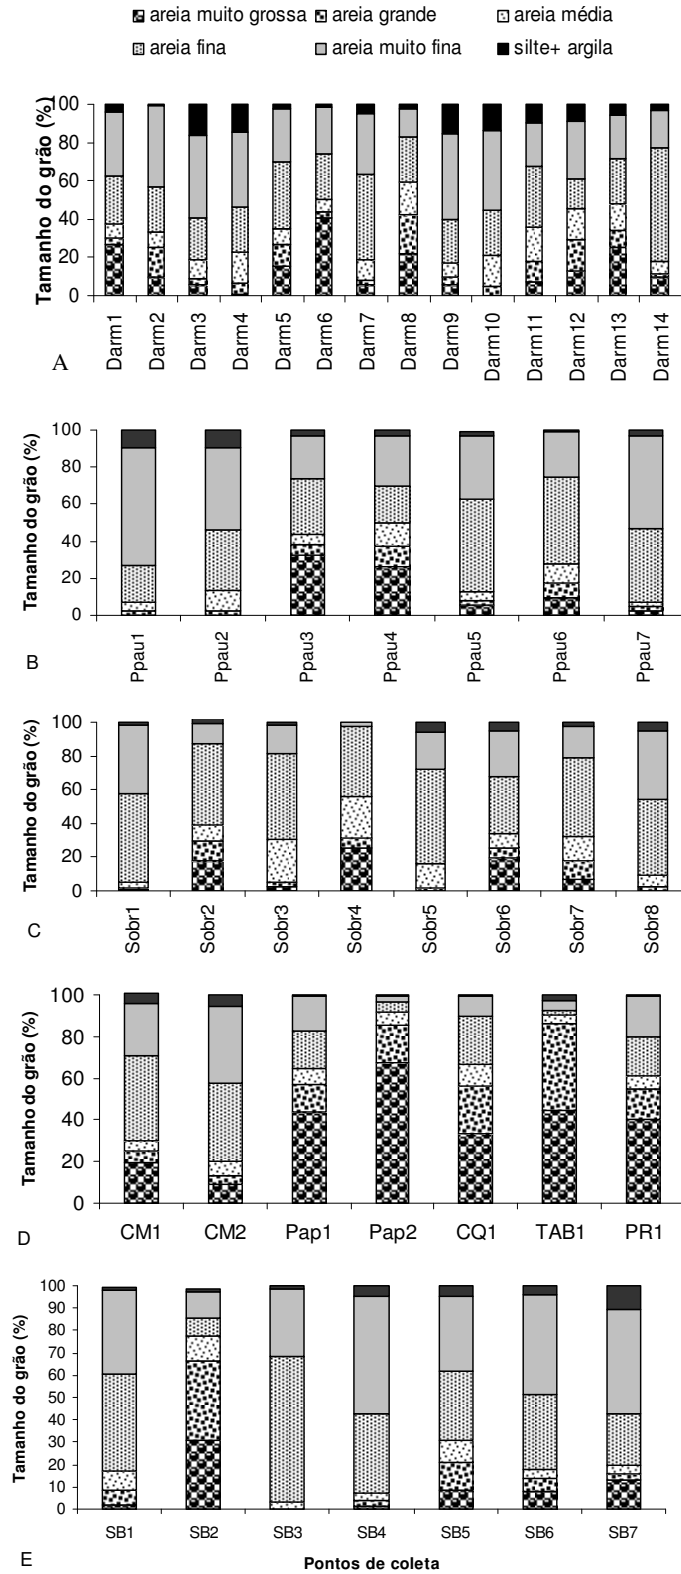 areia muito grossa areia grande areia média
areia fina areia muito fina silte+ argila
Tamanho do grão (%)
100
80
60
40
20
0
Darm1 Darm2 Darm3 Darm4 Darm5 Darm6 Darm7 Darm8 Darm9 Darm10 Darm11 Darm12 Darm13 Darm14
A
Tamanho do grão (%)
100
80
60
40
20
0
Ppau1 Ppau2 Ppau3 Ppau4 Ppau5 Ppau6 Ppau7
B
Tamanho do grão (%)
100
80
60
40
20
0
Sobr1 Sobr2 Sobr3 Sobr4 Sobr5 Sobr6 Sobr7 Sobr8
C
Tamanho do grão (%)
100
80
60
40
20
0
CM1 CM2 Pap1 Pap2 CQ1 TAB1 PR1
D
Tamanho do grão (%)
100
90
80
70
60
50
40
30
20
10
0
SB1 SB2 SB3 SB4 SB5 SB6 SB7
E
Pontos de coleta